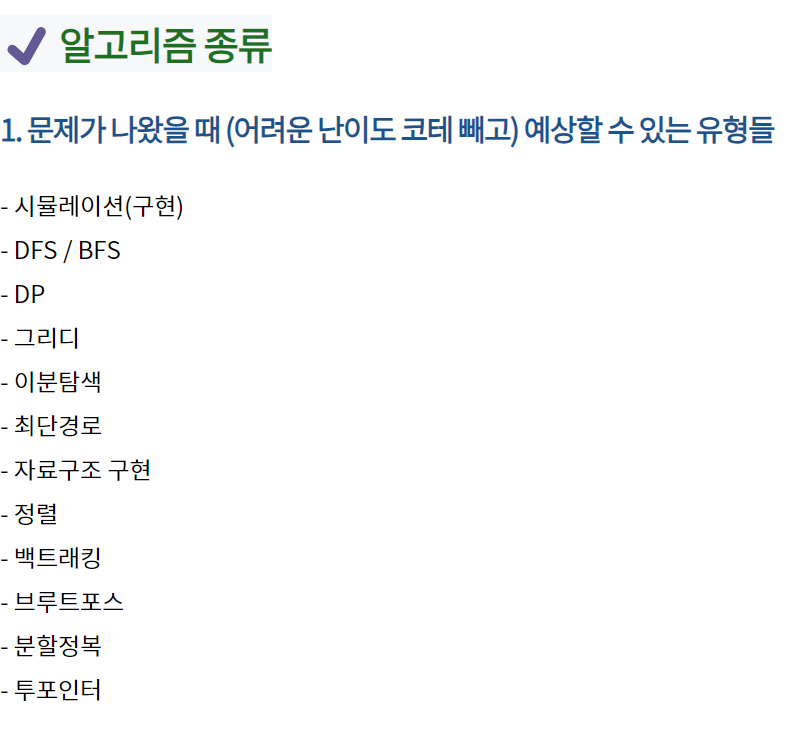 알고리즘 종류
1. 문제가 나왔을 때 (어려운 난이도 코테 빼고) 예상할 수 있는 유형들
- 시뮬레이션(구현)
- DFS / BFS
- DP
- 그리디
- 이분탐색
- 최단경로
- 자료구조 구현
- 정렬
- 백트래킹
- 브루트포스
- 분할정복
- 투포인터